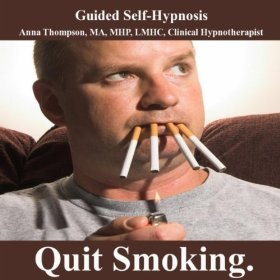 Guided Self-Hypnosis
Anna Thompson, MA, MHP, LMHC, Clinical Hypnotherapist
Quit Smoking.